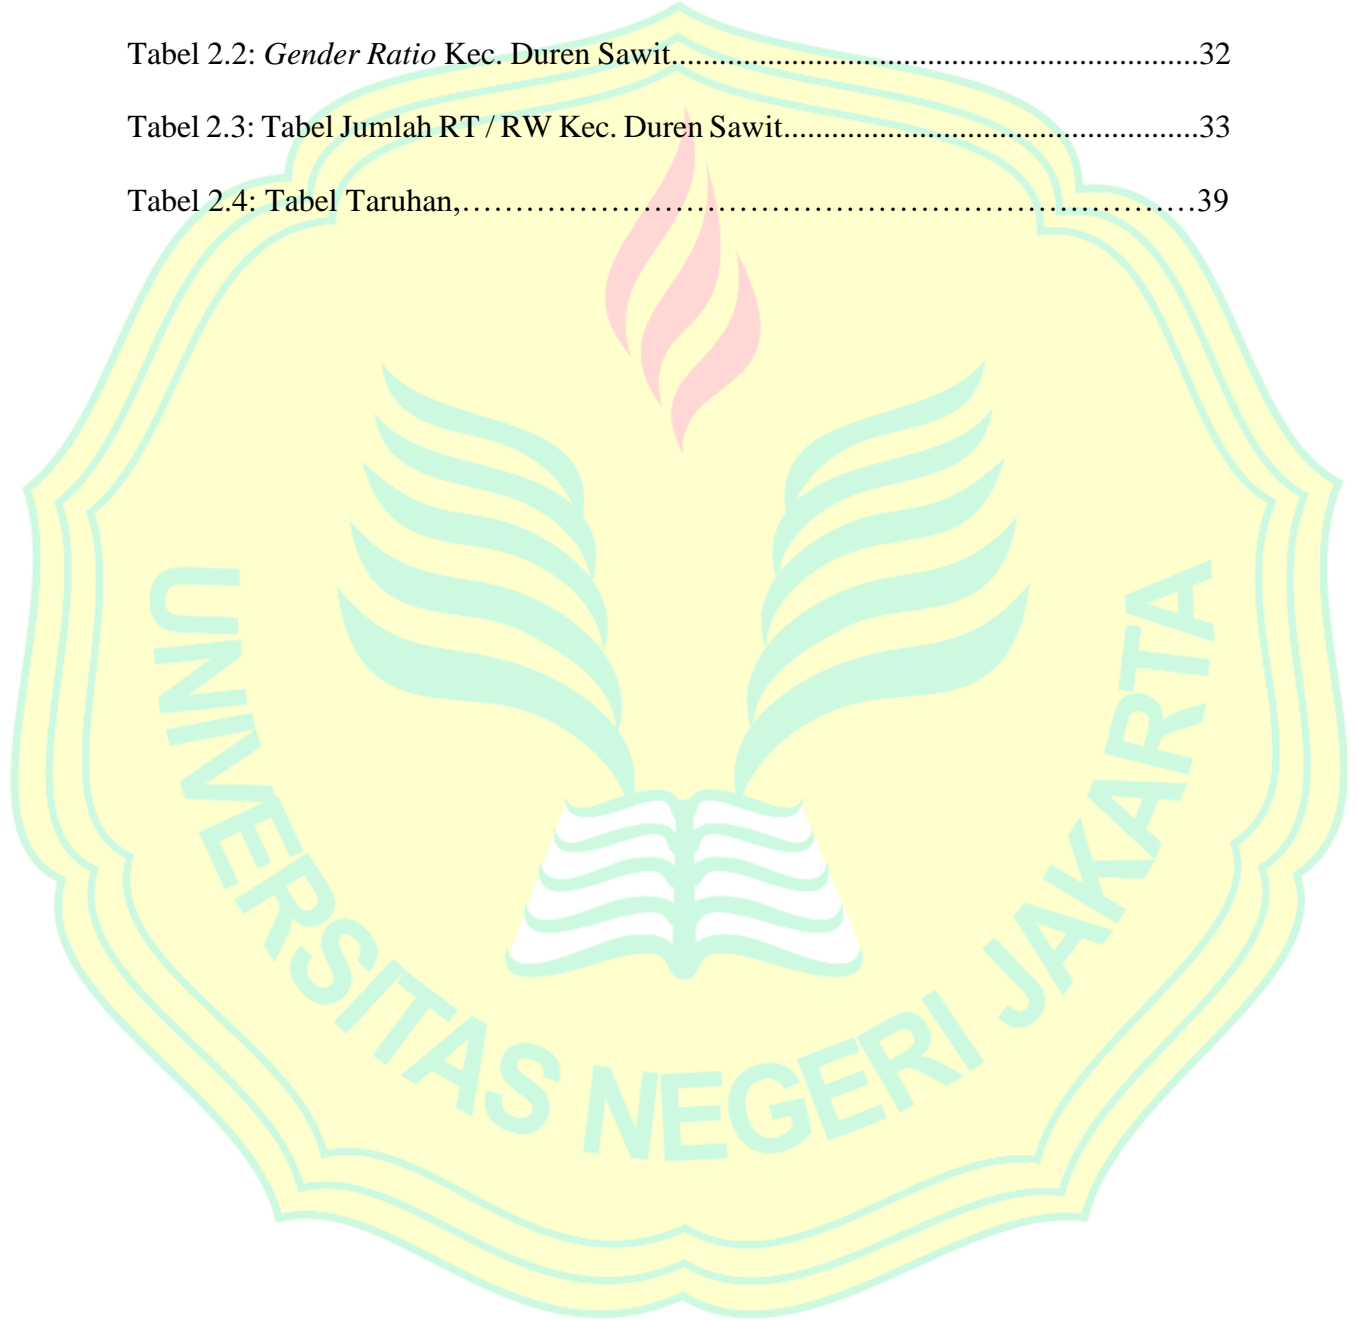 Tabel 2.2: Gender Ratio Kec. Duren Sawit....................................................................32
Tabel 2.3: Tabel Jumlah RT / RW Kec. Duren Sawit......................................................33
Tabel 2.4: Tabel Taruhan,……………………………………………………………………39
UNIVERSITAS NEGERI JAKARTA